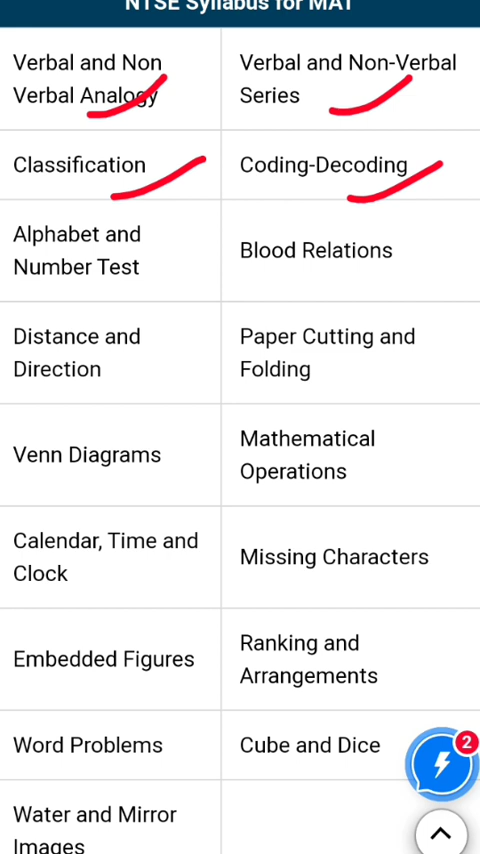 NTSE Syllabus for MAT
Verbal and Non
Verbal Analogy
Verbal and Non-Verbal
Series
Classification
Coding-Decoding
Alphabet and
Number Test
Blood Relations
Distance and
Direction
Paper Cutting and
Folding
Venn Diagrams
Mathematical
Operations
Calendar, Time and
Clock
Missing Characters
Embedded Figures
Ranking and
Arrangements
Word Problems
Cube and Dice
2
Water and Mirror
Images